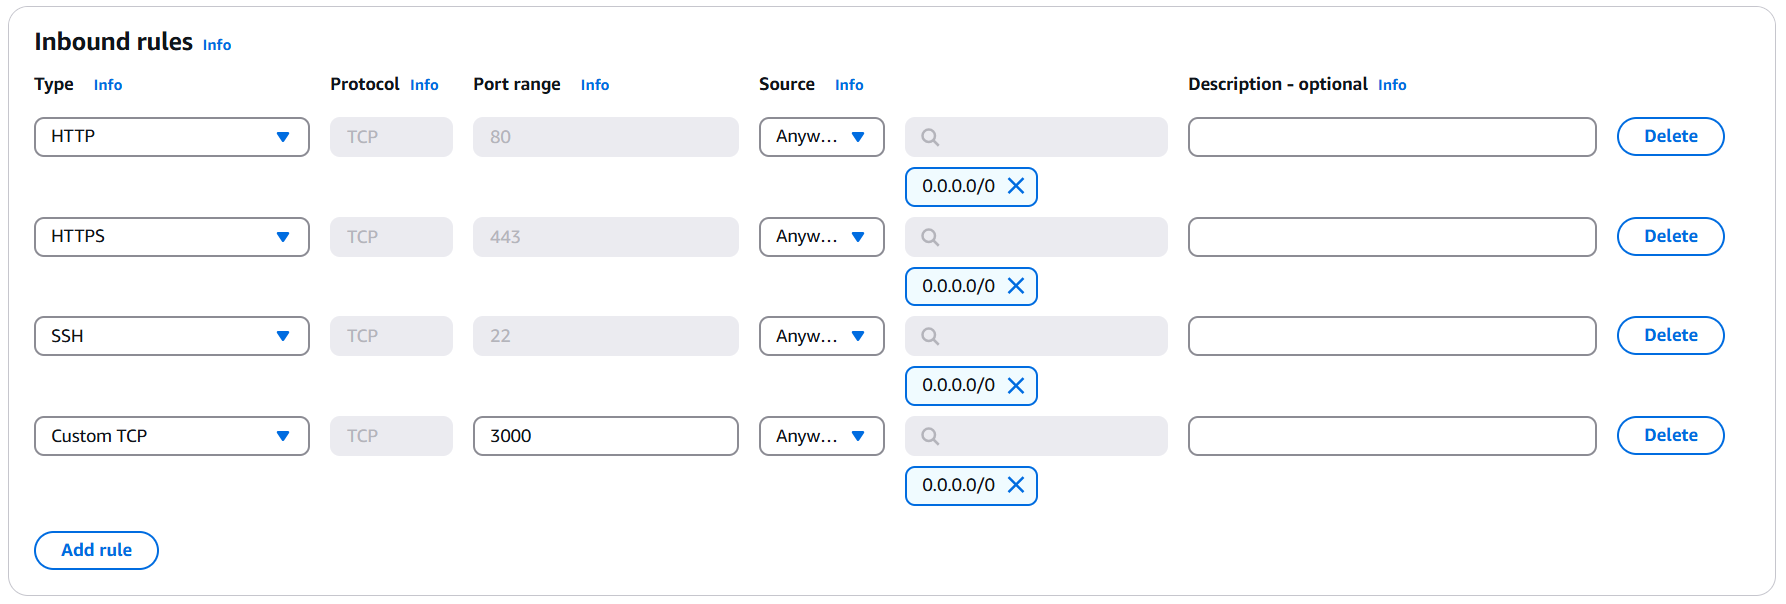 Inbound rules Info
Type Info Protocol Info Port range Info Source Info Description - optional Info
HTTP TCP 80 Anyw... Delete
0.0.0.0/0
HTTPS TCP 443 Anyw... Delete
0.0.0.0/0
SSH TCP 22 Anyw... Delete
0.0.0.0/0
Custom TCP TCP 3000 Anyw... Delete
0.0.0.0/0
Add rule